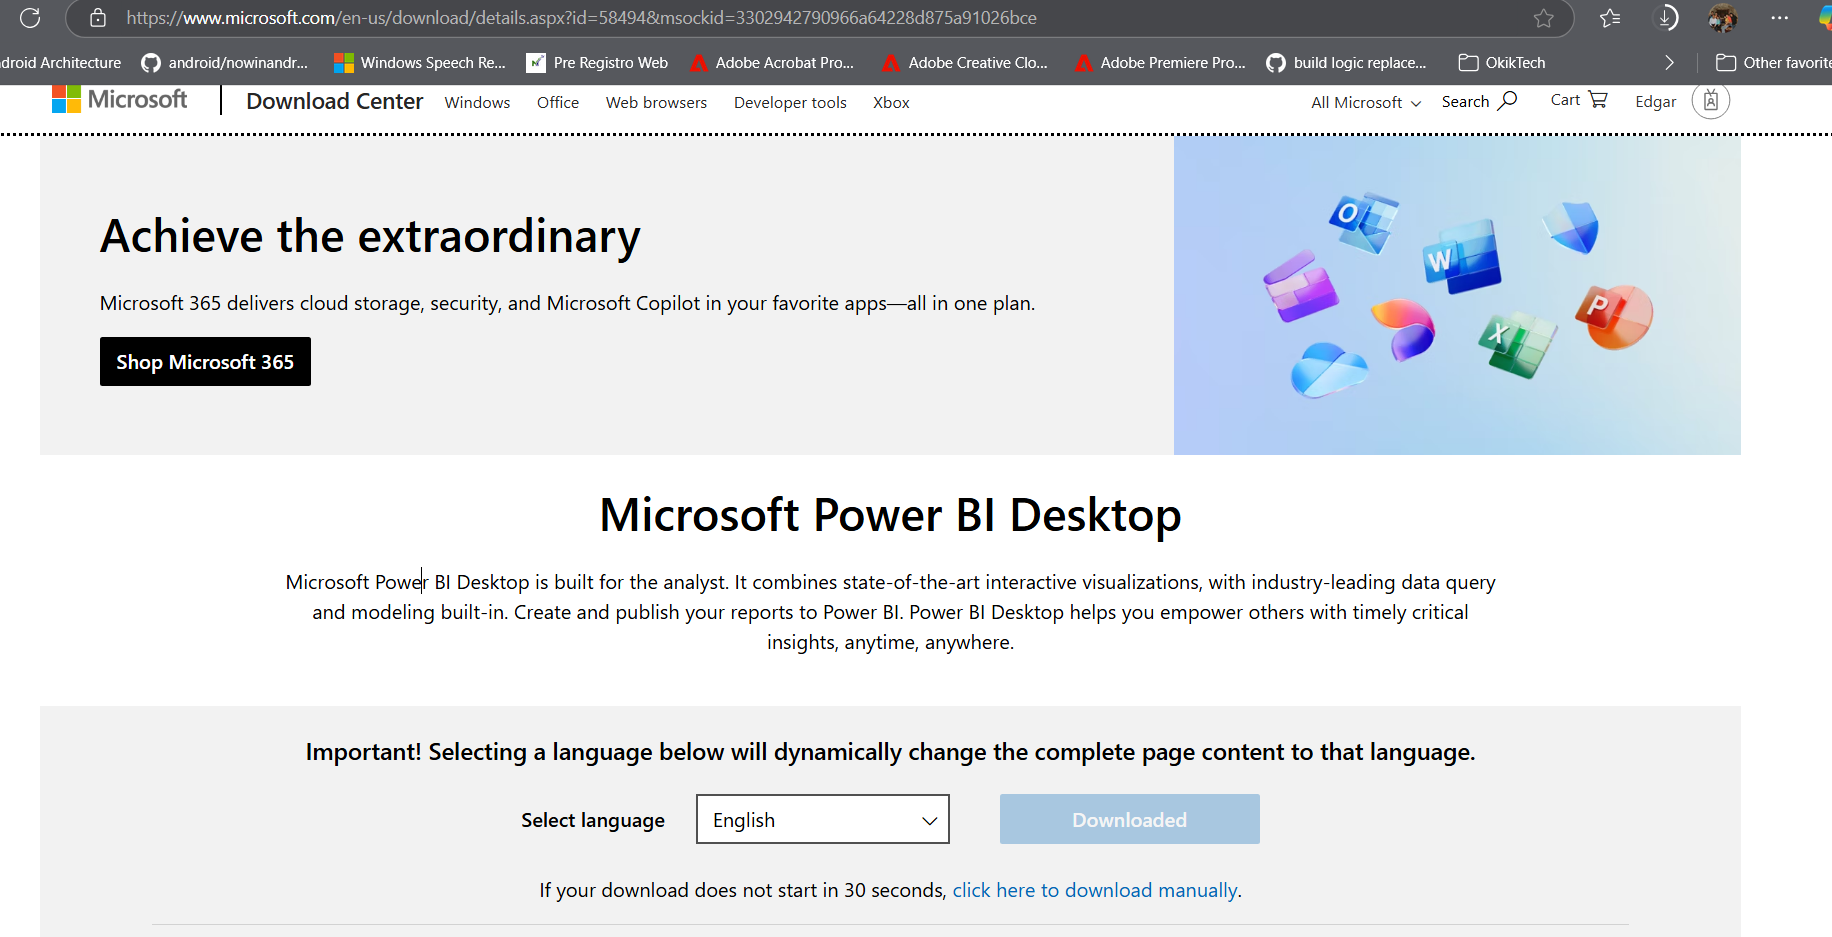 https://www.microsoft.com/en-us/download/details.aspx?id=58494&msockid=3302942790966a64228d875a91026bce
droid Architecture android/nowinandr... Windows Speech Re... Pre Registro Web Adobe Acrobat Pro... Adobe Creative Clo... Adobe Premiere Pro... build logic replace... OkikTech Other favorite
Microsoft Download Center Windows Office Web browsers Developer tools Xbox All Microsoft Search Cart Edgar
Achieve the extraordinary
Microsoft 365 delivers cloud storage, security, and Microsoft Copilot in your favorite apps—all in one plan.
Shop Microsoft 365
O
W
P
X
Microsoft Power BI Desktop
Microsoft Power BI Desktop is built for the analyst. It combines state-of-the-art interactive visualizations, with industry-leading data query
and modeling built-in. Create and publish your reports to Power BI. Power BI Desktop helps you empower others with timely critical
insights, anytime, anywhere.
Important! Selecting a language below will dynamically change the complete page content to that language.
Select language English Downloaded
If your download does not start in 30 seconds, click here to download manually.